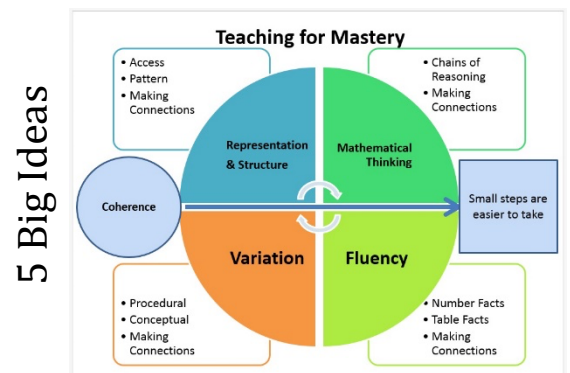 5 Big Ideas
Teaching for Mastery
• Access
• Pattern
• Making
Connections
• Chains of
Reasoning
• Making
Connections
Representation
& Structure
Mathematical
Thinking
Coherence
Small steps are
easier to take
Variation
Fluency
• Procedural
• Conceptual
• Making
Connections
• Number Facts
• Table Facts
• Making
Connections